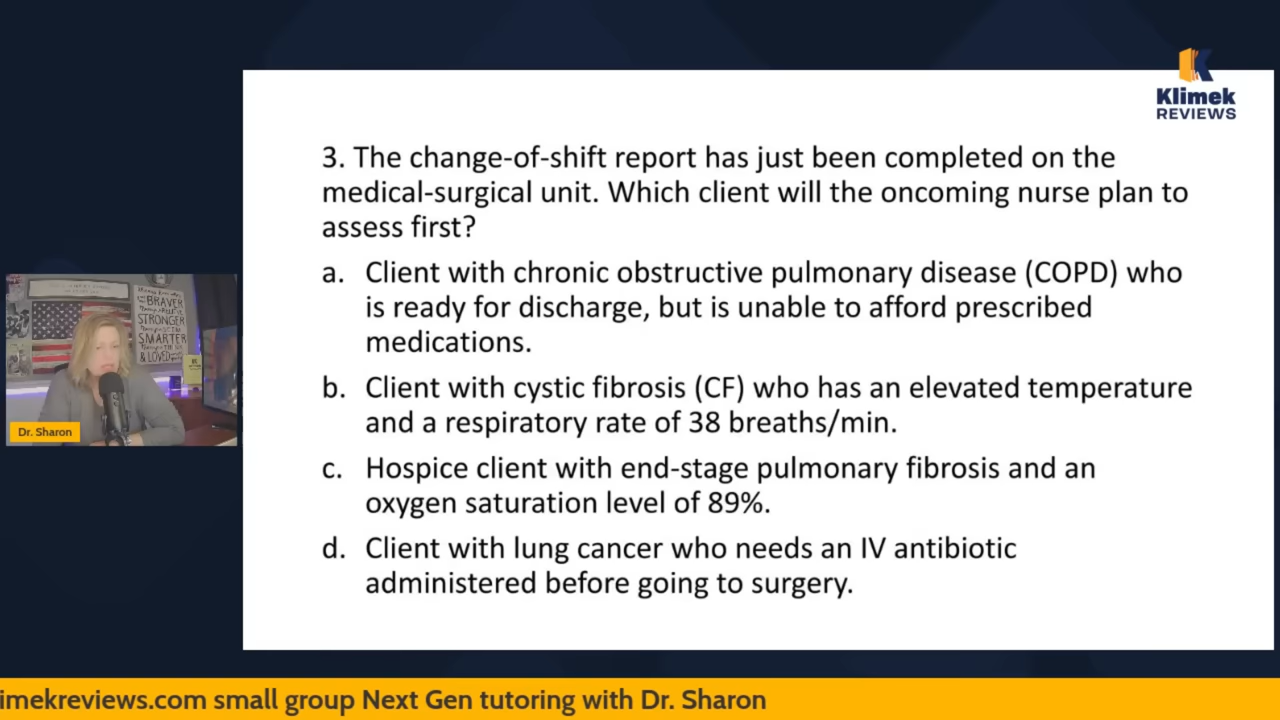 Klimek
REVIEWS
3. The change-of-shift report has just been completed on the
medical-surgical unit. Which client will the oncoming nurse plan to
assess first?
a. Client with chronic obstructive pulmonary disease (COPD) who
is ready for discharge, but is unable to afford prescribed
medications.
b. Client with cystic fibrosis (CF) who has an elevated temperature
and a respiratory rate of 38 breaths/min.
c. Hospice client with end-stage pulmonary fibrosis and an
oxygen saturation level of 89%.
d. Client with lung cancer who needs an IV antibiotic
administered before going to surgery.
BRAVER
STRONGER
SMARTER
& LOVED
Dr. Sharon
imekreviews.com small group Next Gen tutoring with Dr. Sharon